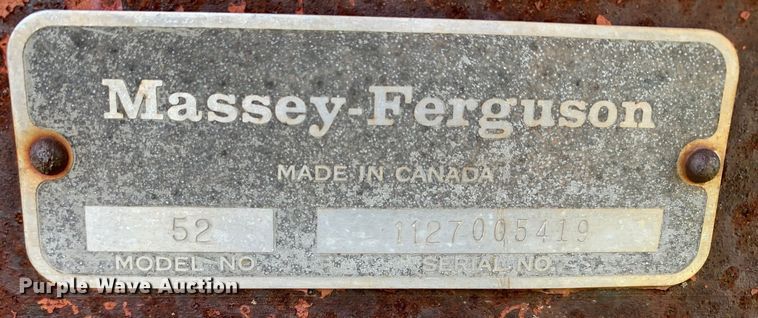 Massey-Ferguson
MADE IN CANADA
52 1127005419
MODEL NO SERIAL NO.
Purple Wave Auction